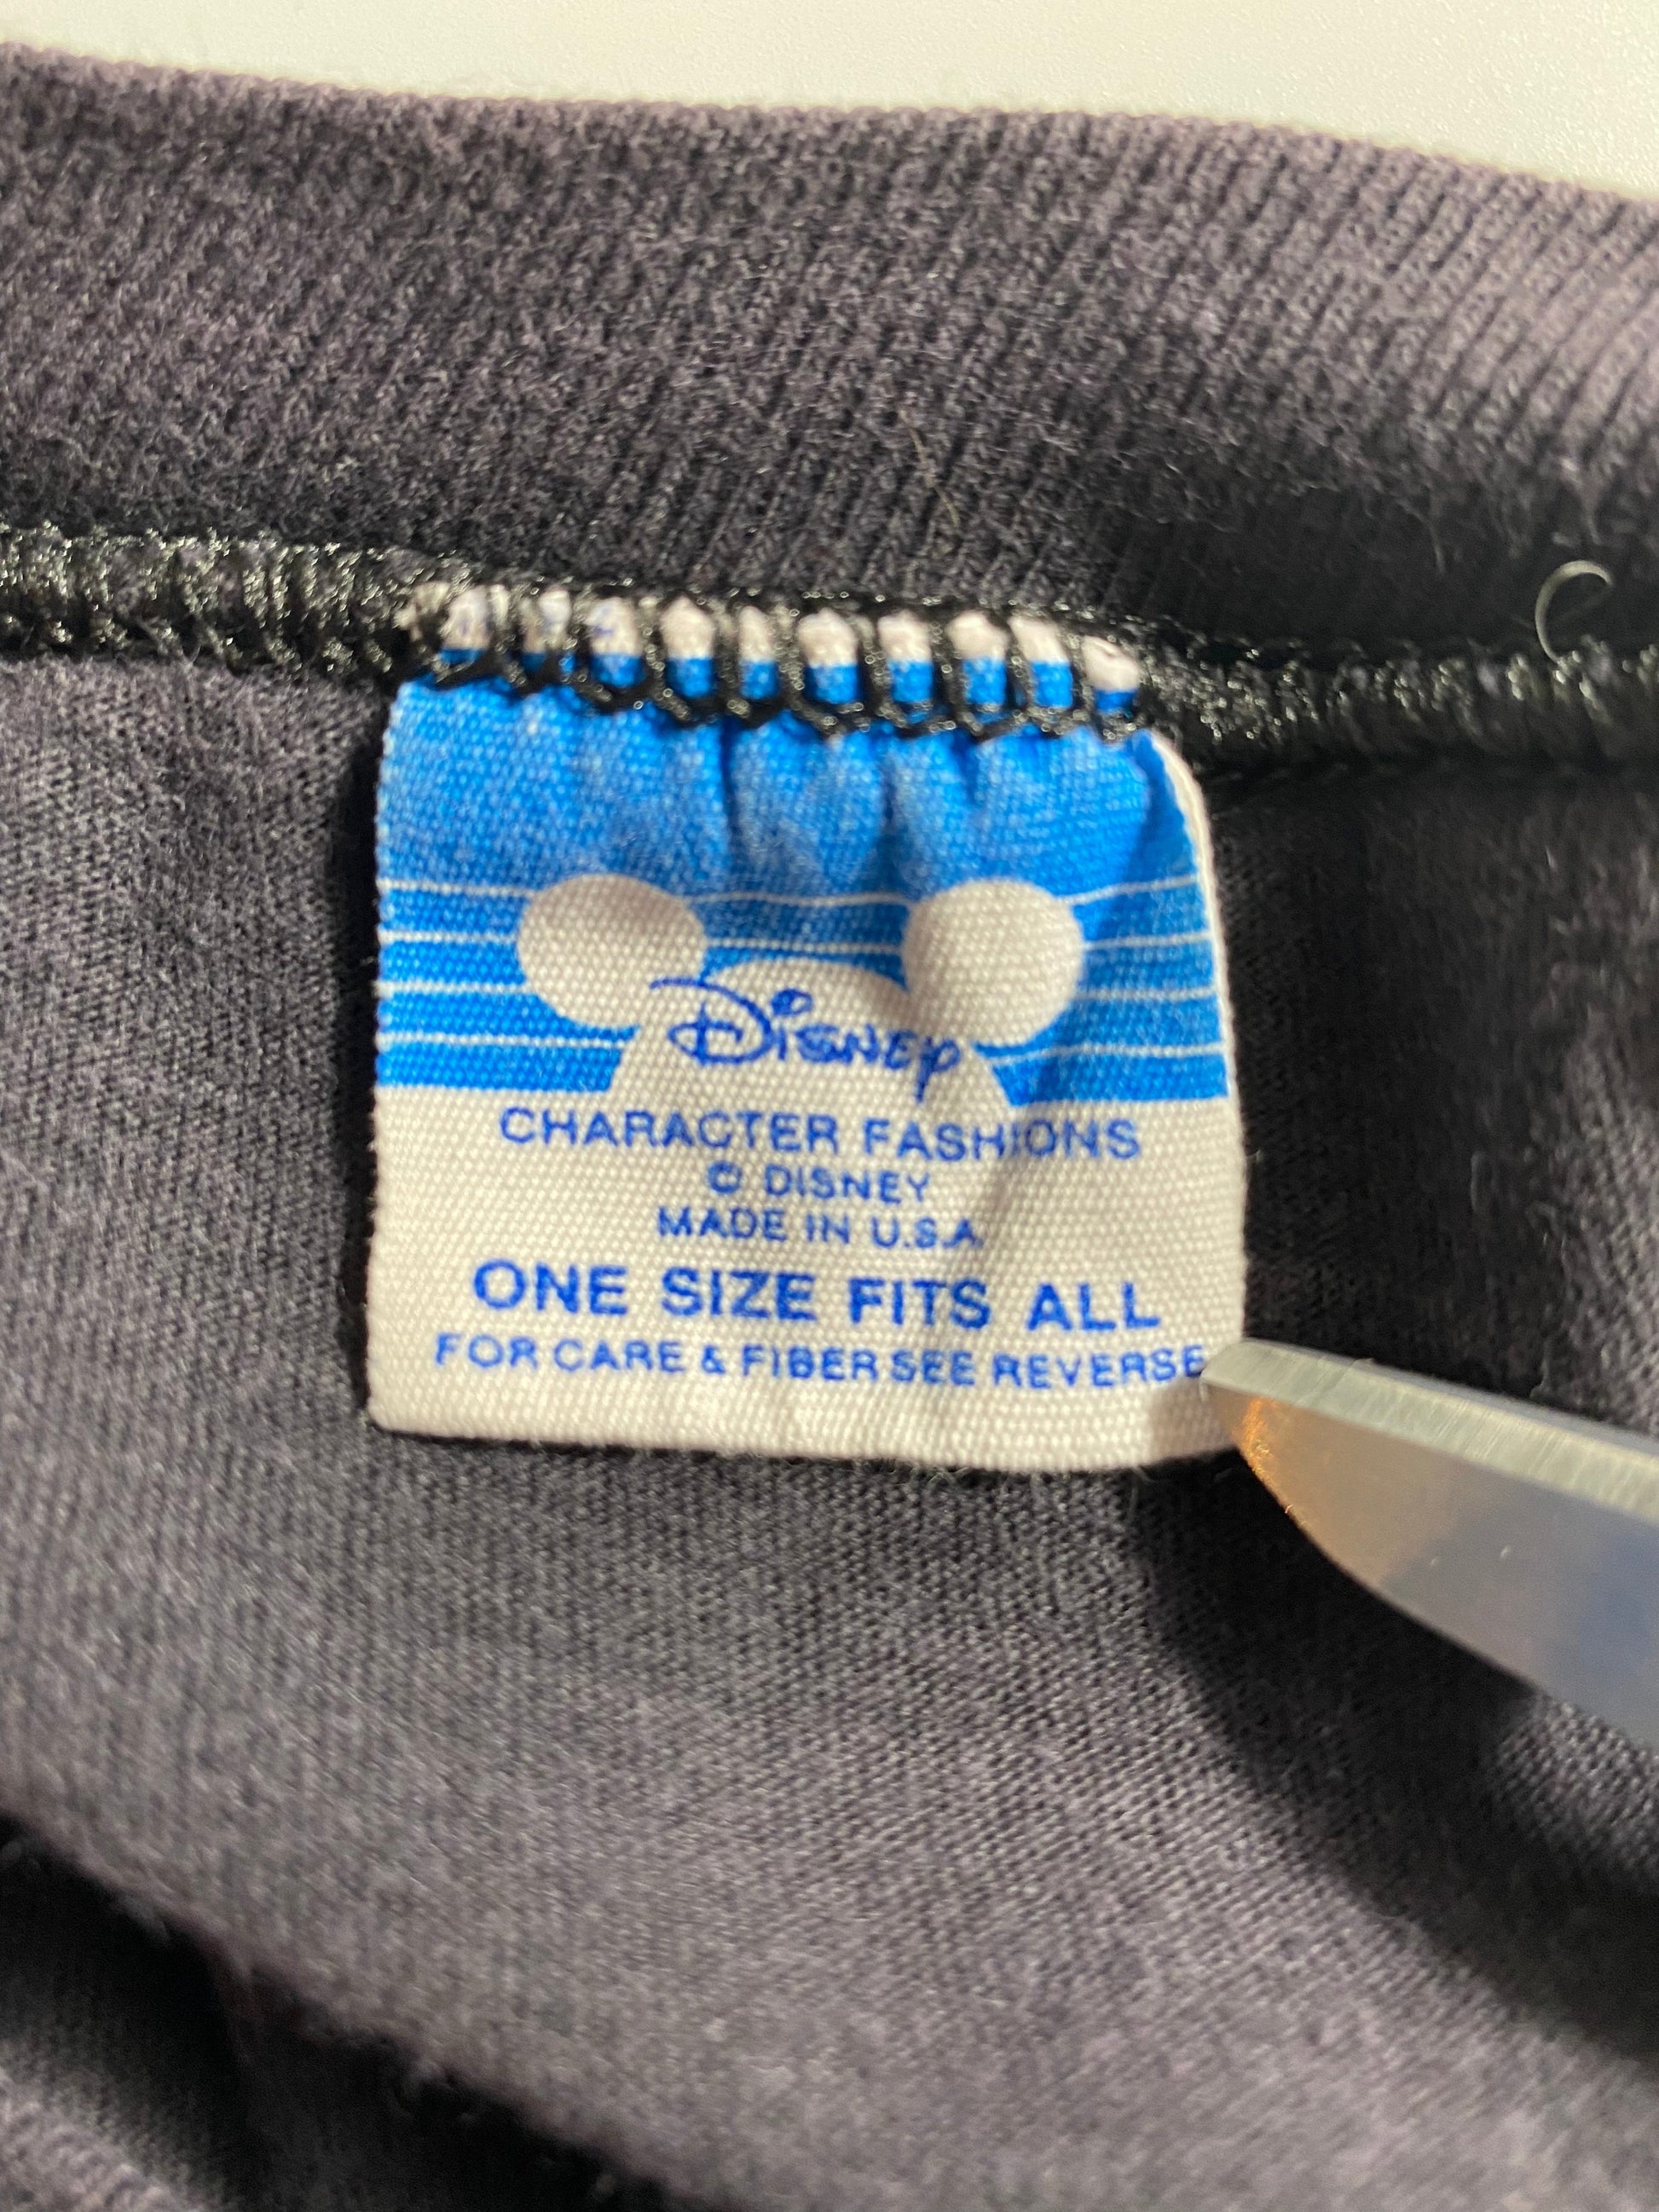 Disney
CHARACTER FASHIONS
© DISNEY
MADE IN U.S.A.
ONE SIZE FITS ALL
FOR CARE & FIBER SEE REVERSE